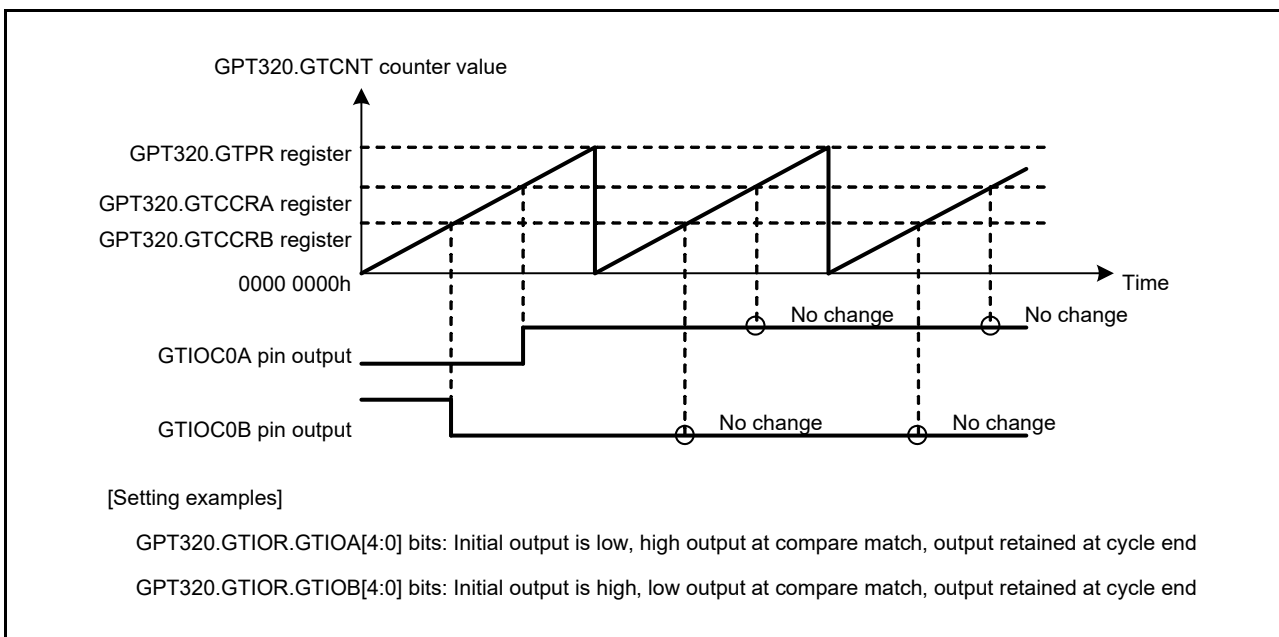 GPT320.GTCNT counter value
GPT320.GTPR register
GPT320.GTCCRA register
GPT320.GTCCRB register
0000 0000h
Time
No change
No change
GTIOC0A pin output
No change
No change
GTIOC0B pin output
[Setting examples]
GPT320.GTIOR.GTIOA[4:0] bits: Initial output is low, high output at compare match, output retained at cycle end
GPT320.GTIOR.GTIOB[4:0] bits: Initial output is high, low output at compare match, output retained at cycle end